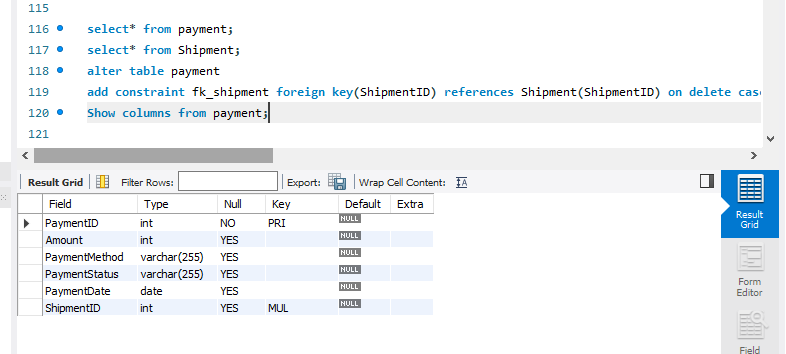 115
116 select* from payment;
117 select* from Shipment;
118 alter table payment
119 add constraint fk_shipment foreign key(ShipmentID) references Shipment(ShipmentID) on delete casc
120 Show columns from payment;
121
Result Grid Filter Rows: Export: Wrap Cell Content:
Field Type Null Key Default Extra
PaymentID int NO PRI NULL
Amount int YES NULL
PaymentMethod varchar(255) YES NULL
PaymentStatus varchar(255) YES NULL
PaymentDate date YES NULL
ShipmentID int YES MUL NULL
Result
Grid
Form
Editor
Field